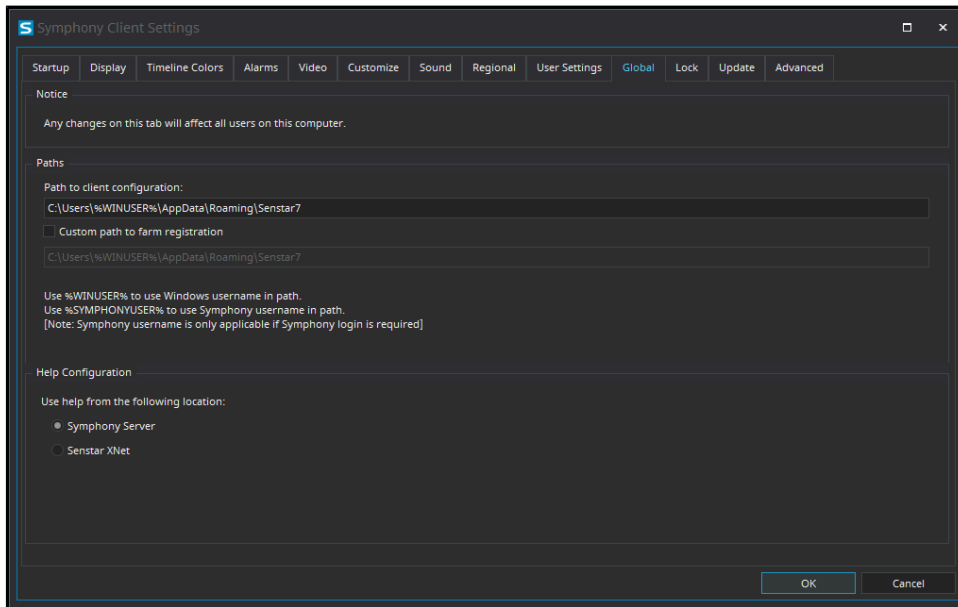 Symphony Client Settings
Startup Display Timeline Colors Alarms Video Customize Sound Regional User Settings Global Lock Update Advanced
Notice
Any changes on this tab will affect all users on this computer.
Paths
Path to client configuration:
C:\Users\%WINUSER%\AppData\Roaming\Senstar7
Custom path to farm registration
C:\Users\%WINUSER%\AppData\Roaming\Senstar7
Use %WINUSER% to use Windows username in path.
Use %SYMPHONYUSER% to use Symphony username in path.
[Note: Symphony username is only applicable if Symphony login is required]
Help Configuration
Use help from the following location:
Symphony Server
Senstar XNet
OK Cancel